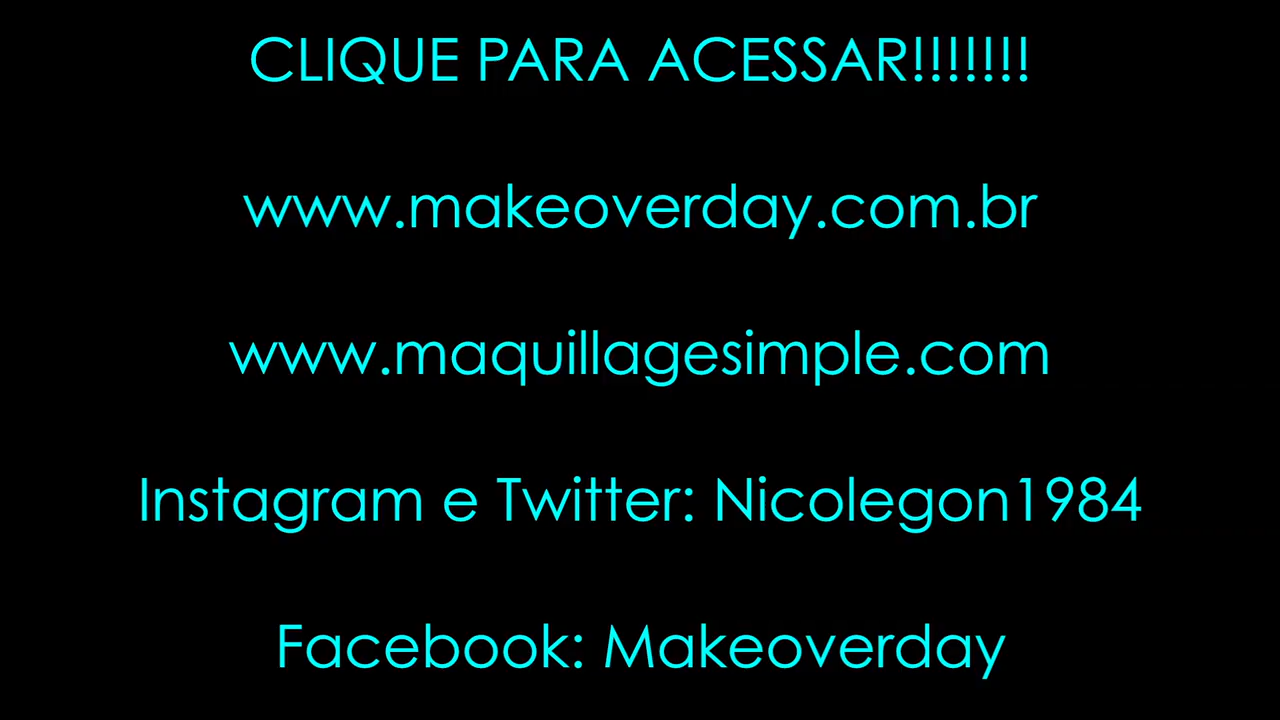 CLIQUE PARA ACESSAR!!!!!!!
www.makeoverday.com.br
www.maquillagesimple.com
Instagram e Twitter: Nicolegon1984
Facebook: Makeoverday